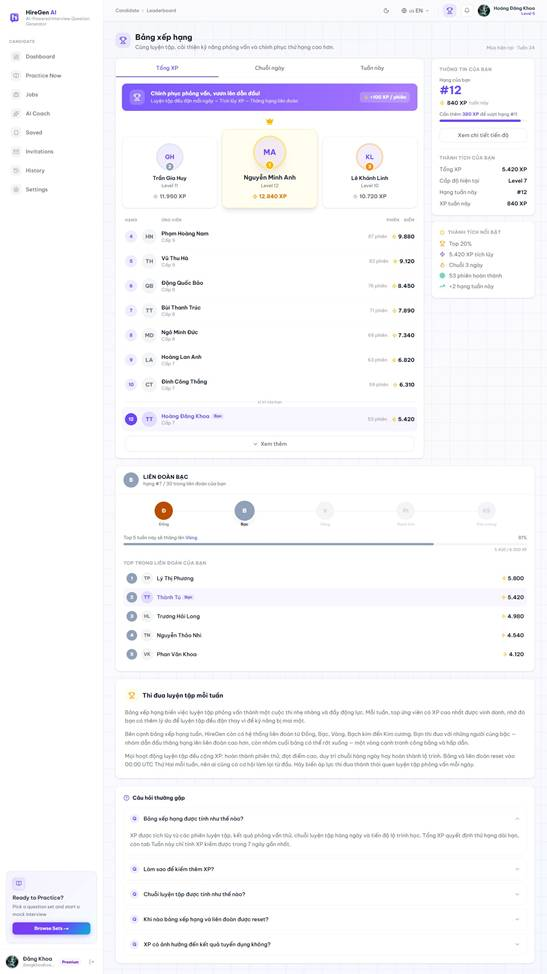 HireGen AI
AI-Powered Interview Question Generator
CANDIDATE
Dashboard
Practice Now
Jobs
AI Coach
Saved
Invitations
History
Settings
Ready to Practice?
Pick a question set and start a mock interview
Browse Sets →
Đăng Khoa
Premium
Candidate › Leaderboard
EN
Hoàng Đăng Khoa
Level 5
Bảng xếp hạng
Cùng luyện tập, cải thiện kỹ năng phỏng vấn và chinh phục thứ hạng cao hơn.
Mùa hiện tại · Tuần 24
Tổng XP
Chuỗi ngày
Tuần này
Chinh phục phỏng vấn, vươn lên dẫn đầu!
Luyện tập đều đặn mỗi ngày — Tích lũy XP — Thăng hạng liên đoàn
+100 XP / phiên
GH
2
Trần Gia Huy
Level 11
11.950 XP
MA
1
Nguyễn Minh Anh
Level 12
12.840 XP
KL
3
Lê Khánh Linh
Level 10
10.720 XP
HẠNG ỨNG VIÊN PHIÊN ĐIỂM
4 HN Phạm Hoàng Nam 87 phiên 9.880
Cấp 9
5 TH Vũ Thu Hà 82 phiên 9.120
Cấp 9
6 QB Đặng Quốc Bảo 76 phiên 8.450
Cấp 8
7 TT Bùi Thanh Trúc 71 phiên 7.890
Cấp 8
8 MD Ngô Minh Đức 68 phiên 7.340
Cấp 8
9 LA Hoàng Lan Anh 63 phiên 6.820
Cấp 7
10 CT Đinh Công Thắng 59 phiên 6.310
Cấp 7
Vị trí của bạn
12 TT Hoàng Đăng Khoa Bạn 53 phiên 5.420
Cấp 7
Xem thêm
THÔNG TIN CỦA BẠN
Hạng của bạn
#12
840 XP tuần này
Cần thêm 380 XP để vượt hạng #11
Xem chi tiết tiến độ
THÀNH TÍCH CỦA BẠN
Tổng XP 5.420 XP
Cấp độ hiện tại Level 7
Hạng tuần này #12
XP tuần này 840 XP
THÀNH TÍCH NỔI BẬT
Top 20%
5.420 XP tích lũy
Chuỗi 3 ngày
53 phiên hoàn thành
+2 hạng tuần này
B LIÊN ĐOÀN BẠC
Hạng #7 / 30 trong liên đoàn của bạn
Đ
Đồng
B
Bạc
Top 5 tuần này sẽ thăng lên Vàng.
TOP TRONG LIÊN ĐOÀN CỦA BẠN
1 TP Lý Thị Phương 5.800
2 TT Thành Tú Bạn 5.420
3 HL Trương Hải Long 4.980
4 TN Nguyễn Thảo Nhi 4.540
5 VK Phan Văn Khoa 4.120
Thi đua luyện tập mỗi tuần
Bảng xếp hạng biến việc luyện tập phỏng vấn thành một cuộc thi nhẹ nhàng và đầy động lực. Mỗi tuần, top ứng viên có XP cao nhất được vinh danh, nhờ đó
bạn có thêm lý do để luyện tập đều đặn thay vì để kỹ năng bị mai một.
Bên cạnh bảng xếp hạng tuần, HireGen còn có hệ thống liên đoàn từ Đồng, Bạc, Vàng, Bạch kim đến Kim cương. Bạn thi đua với những người cùng bậc —
nhóm dẫn đầu thăng hạng lên liên đoàn cao hơn, còn nhóm cuối bảng có thể rớt xuống — một vòng cạnh tranh công bằng và hấp dẫn.
Mọi hoạt động luyện tập đều cộng XP: hoàn thành phiên, đạt điểm cao, duy trì chuỗi hàng ngày hoặc hoàn thành lộ trình. Bảng và liên đoàn reset vào
00:00 UTC Thứ Hai mỗi tuần, nên ai cũng có cơ hội làm lại từ đầu. Hãy biến áp lực thi đua thành thói quen luyện tập phỏng vấn mỗi ngày.
Câu hỏi thường gặp
Q Bảng xếp hạng được tính như thế nào?
XP được tích lũy từ các phiên luyện tập, kết quả phỏng vấn thử, chuỗi luyện tập hàng ngày và tiến độ lộ trình học. Tổng XP quyết định thứ hạng dài hạn,
còn tab Tuần này chỉ tính XP kiếm được trong 7 ngày gần nhất.
Q Làm sao để kiếm thêm XP?
Q Chuỗi luyện tập được tính như thế nào?
Q Khi nào bảng xếp hạng và liên đoàn được reset?
Q XP có ảnh hưởng đến kết quả tuyển dụng không?